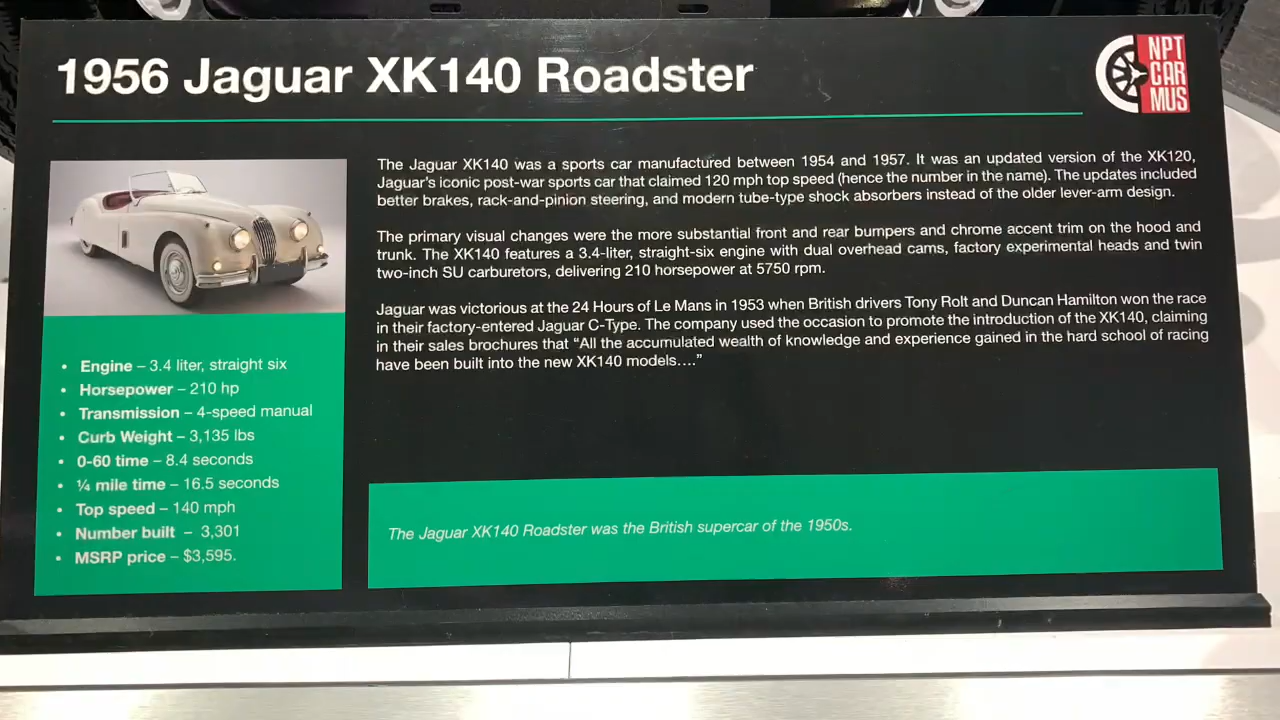 1956 Jaguar XK140 Roadster
NPT
CAR
MUS
The Jaguar XK140 was a sports car manufactured between 1954 and 1957. It was an updated version of the XK120,
Jaguar's iconic post-war sports car that claimed 120 mph top speed (hence the number in the name). The updates included
better brakes, rack-and-pinion steering, and modern tube-type shock absorbers instead of the older lever-arm design.
The primary visual changes were the more substantial front and rear bumpers and chrome accent trim on the hood and
trunk. The XK140 features a 3.4-liter, straight-six engine with dual overhead cams, factory experimental heads and twin
two-inch SU carburetors, delivering 210 horsepower at 5750 rpm.
Jaguar was victorious at the 24 Hours of Le Mans in 1953 when British drivers Tony Rolt and Duncan Hamilton won the race
in their factory-entered Jaguar C-Type. The company used the occasion to promote the introduction of the XK140, claiming
in their sales brochures that “All the accumulated wealth of knowledge and experience gained in the hard school of racing
have been built into the new XK140 models....”
• Engine – 3.4 liter, straight six
• Horsepower – 210 hp
• Transmission – 4-speed manual
• Curb Weight – 3,135 lbs
• 0-60 time – 8.4 seconds
• ¼ mile time – 16.5 seconds
• Top speed – 140 mph
• Number built – 3,301
• MSRP price – $3,595.
The Jaguar XK140 Roadster was the British supercar of the 1950s.